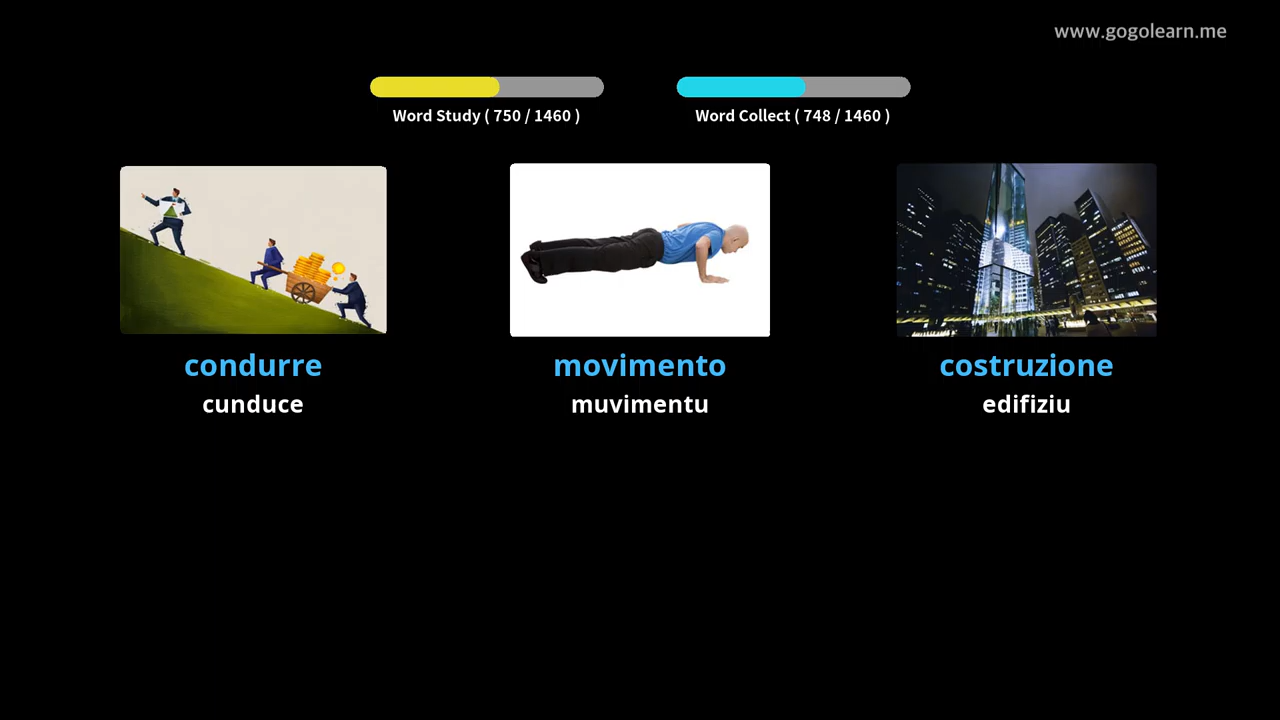 www.gogolearn.me
Word Study ( 750 / 1460 )
Word Collect ( 748 / 1460 )
condurre
cunduce
movimento
muvimentu
costruzione
edifiziu